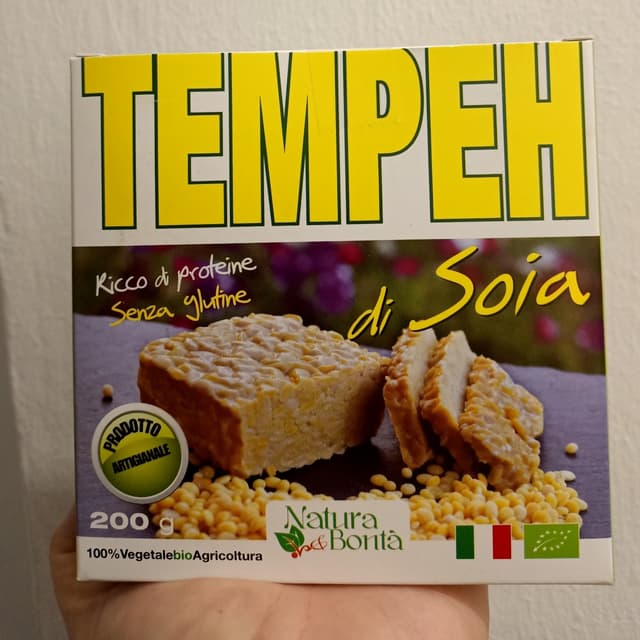 TEMPEH
di Soia
Ricco di proteine
Senza glutine
PRODOTTO
ARTIGIANALE
200 g
Natura
& Bontà
100%VegetalebioAgricoltura